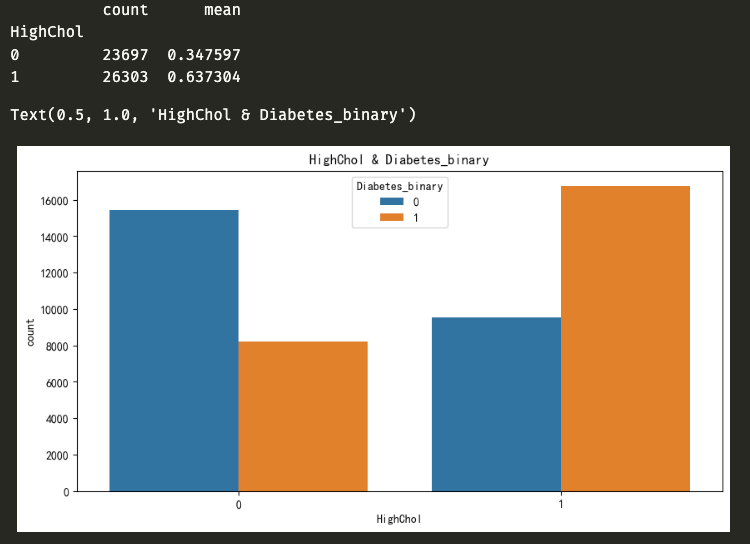 count mean
HighChol
0 23697 0.347597
1 26303 0.637304
Text(0.5, 1.0, 'HighChol & Diabetes_binary')
HighChol & Diabetes_binary
Diabetes_binary
0
1
16000
14000
12000
10000
8000
6000
4000
2000
0
count
0 1
HighChol